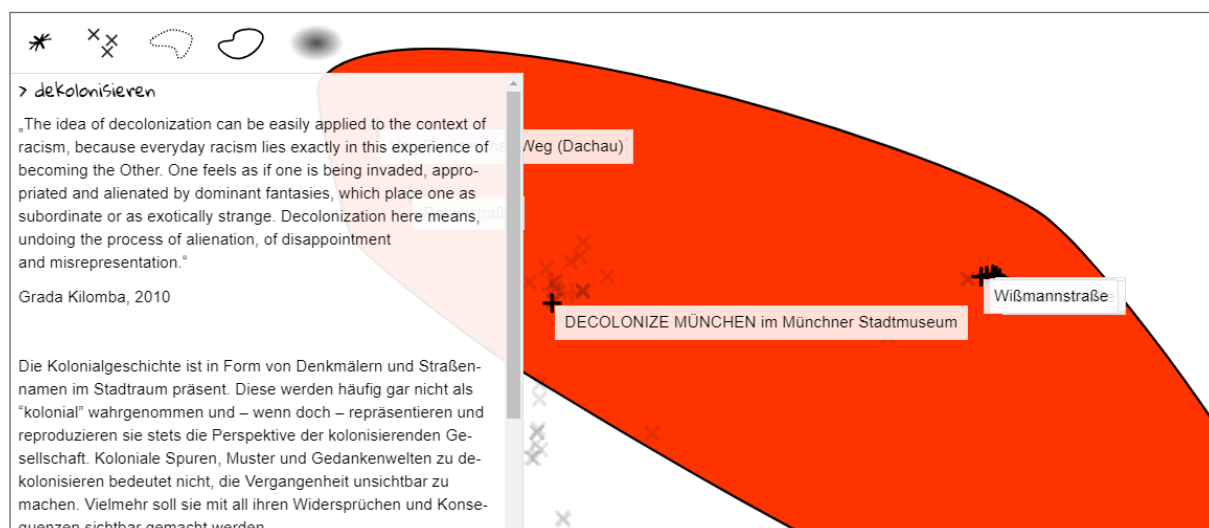 > dekolonisieren
„The idea of decolonization can be easily applied to the context of
racism, because everyday racism lies exactly in this experience of
becoming the Other. One feels as if one is being invaded, appro-
priated and alienated by dominant fantasies, which place one as
subordinate or as exotically strange. Decolonization here means,
undoing the process of alienation, of disappointment
and misrepresentation.“
Grada Kilomba, 2010
Die Kolonialgeschichte ist in Form von Denkmälern und Straßen-
namen im Stadtraum präsent. Diese werden häufig gar nicht als
“kolonial” wahrgenommen und – wenn doch – repräsentieren und
reproduzieren sie stets die Perspektive der kolonisierenden Ge-
sellschaft. Koloniale Spuren, Muster und Gedankenwelten zu de-
kolonisieren bedeutet nicht, die Vergangenheit unsichtbar zu
machen. Vielmehr soll sie mit all ihren Widersprüchen und Konse-
quenzen sichtbar gemacht werden
Weg (Dachau)
Wißmannstraße
DECOLONIZE MÜNCHEN im Münchner Stadtmuseum